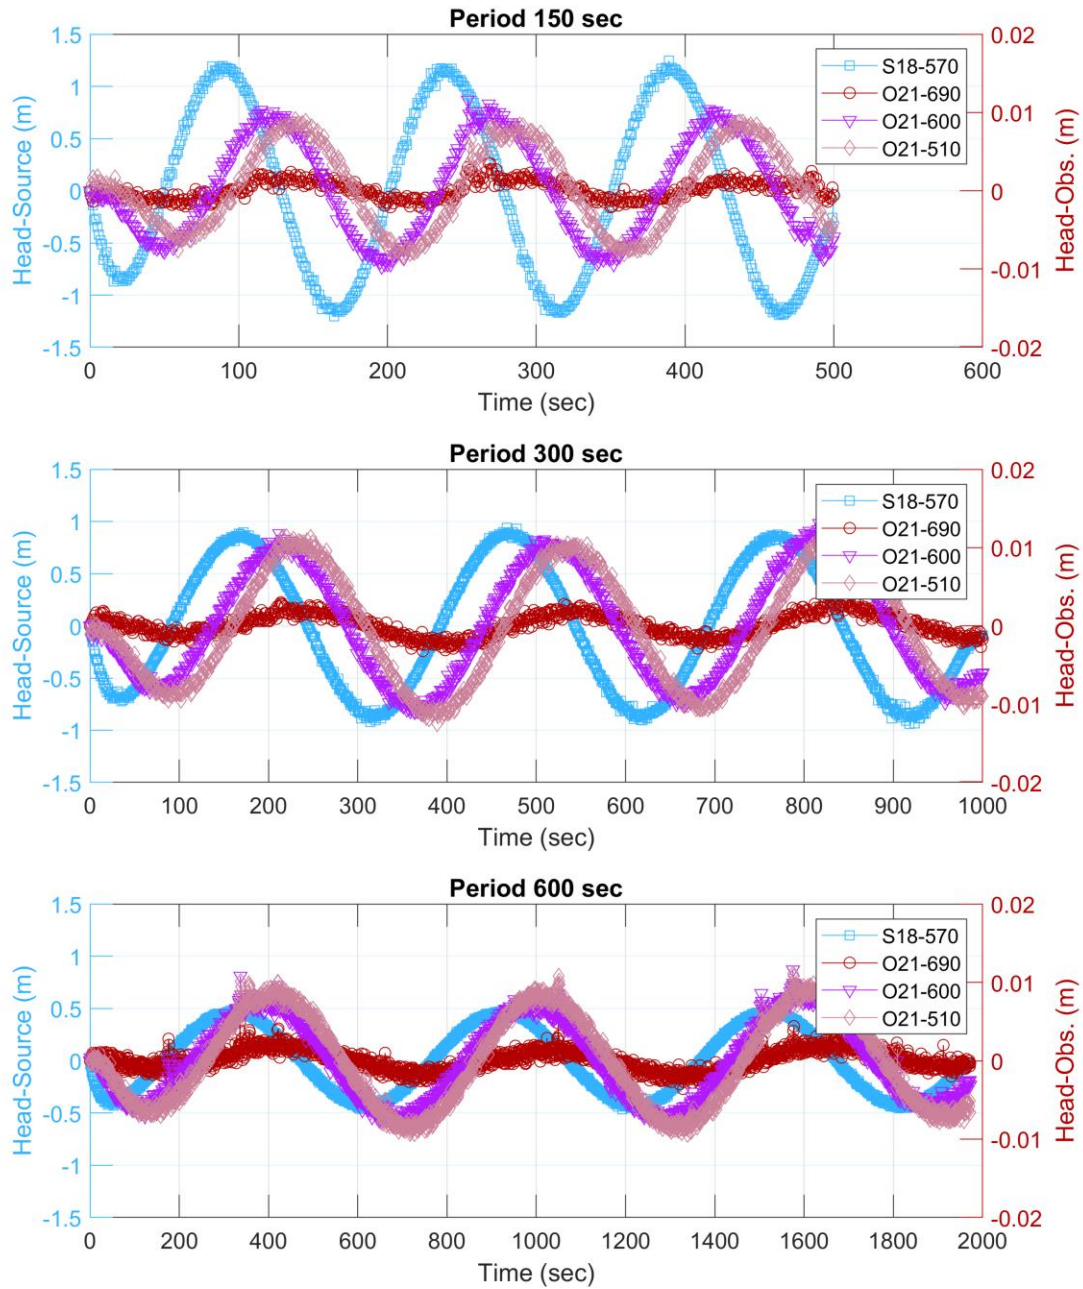 Period 150 sec
1.5
1
0.5
0
-0.5
-1
-1.5
Head-Source (m)
0.02
0.01
0
-0.01
-0.02
Head-Obs. (m)
S18-570
O21-690
O21-600
O21-510
0 100 200 300 400 500 600
Time (sec)
Period 300 sec
1.5
1
0.5
0
-0.5
-1
-1.5
Head-Source (m)
0.02
0.01
0
-0.01
-0.02
Head-Obs. (m)
S18-570
O21-690
O21-600
O21-510
0 100 200 300 400 500 600 700 800 900 1000
Time (sec)
Period 600 sec
1.5
1
0.5
0
-0.5
-1
-1.5
Head-Source (m)
0.02
0.01
0
-0.01
-0.02
Head-Obs. (m)
S18-570
O21-690
O21-600
O21-510
0 200 400 600 800 1000 1200 1400 1600 1800 2000
Time (sec)